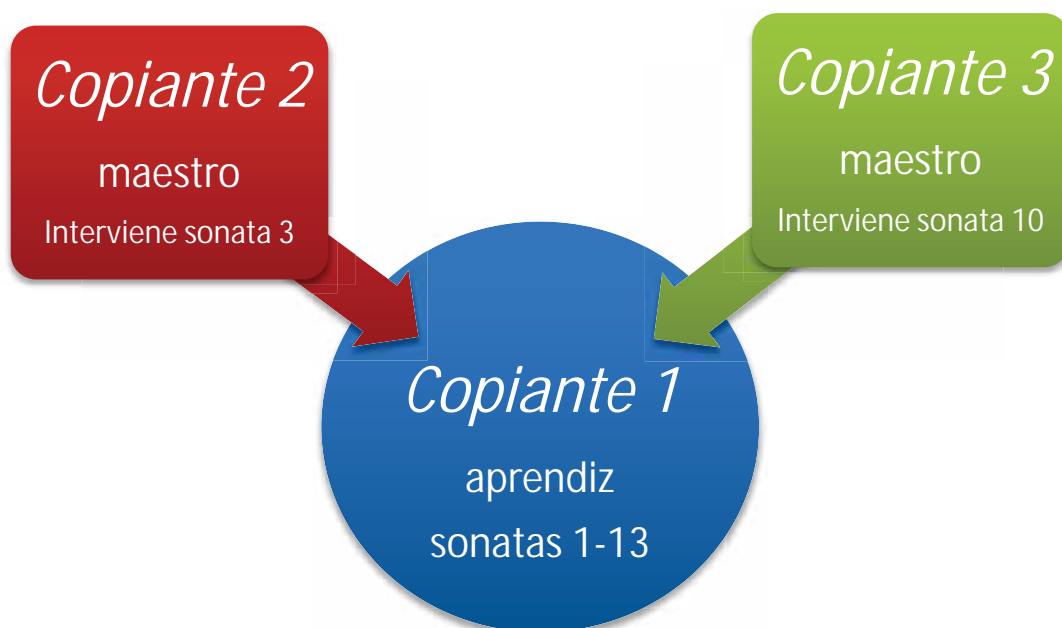 Copiante 2
maestro
Interviene sonata 3
Copiante 3
maestro
Interviene sonata 10
Copiante 1
aprendiz
sonatas 1-13